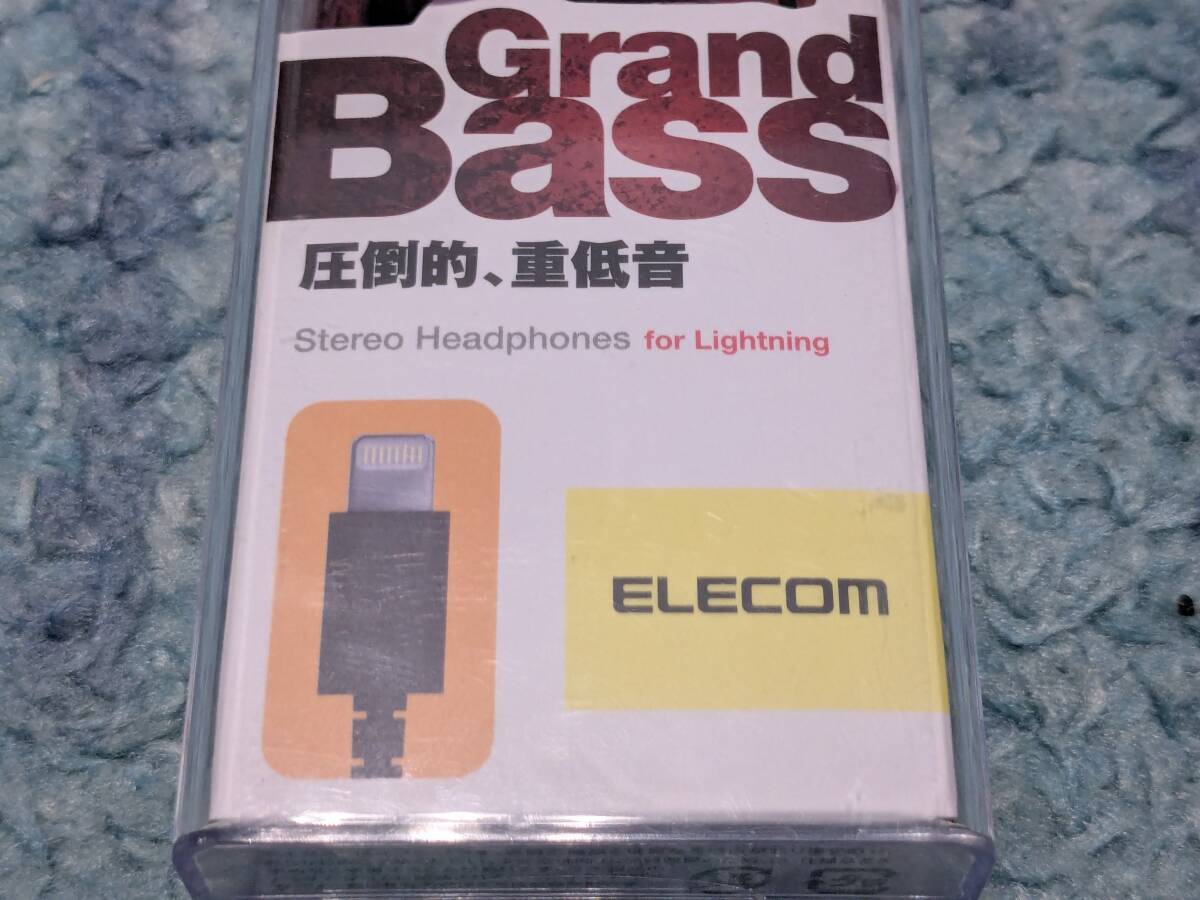 Grand
Bass
圧倒的、重低音
Stereo Headphones for Lightning
ELECOM